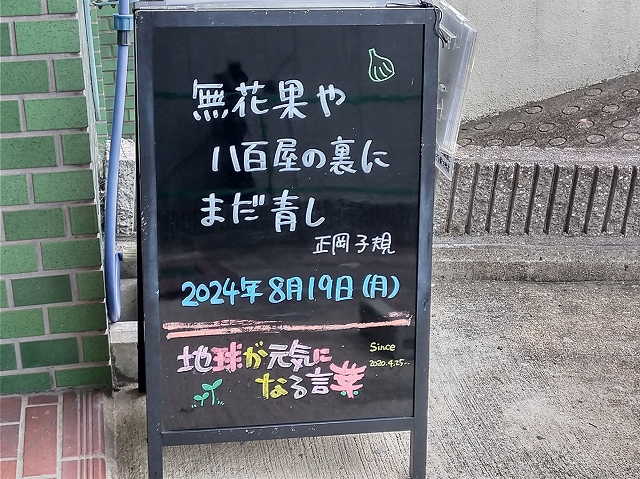 無花果や
八百屋の裏に
まだ青し
正岡子規
2024年8月19日(月)
地球が元気に
なる言葉
Since
2020.4.25~